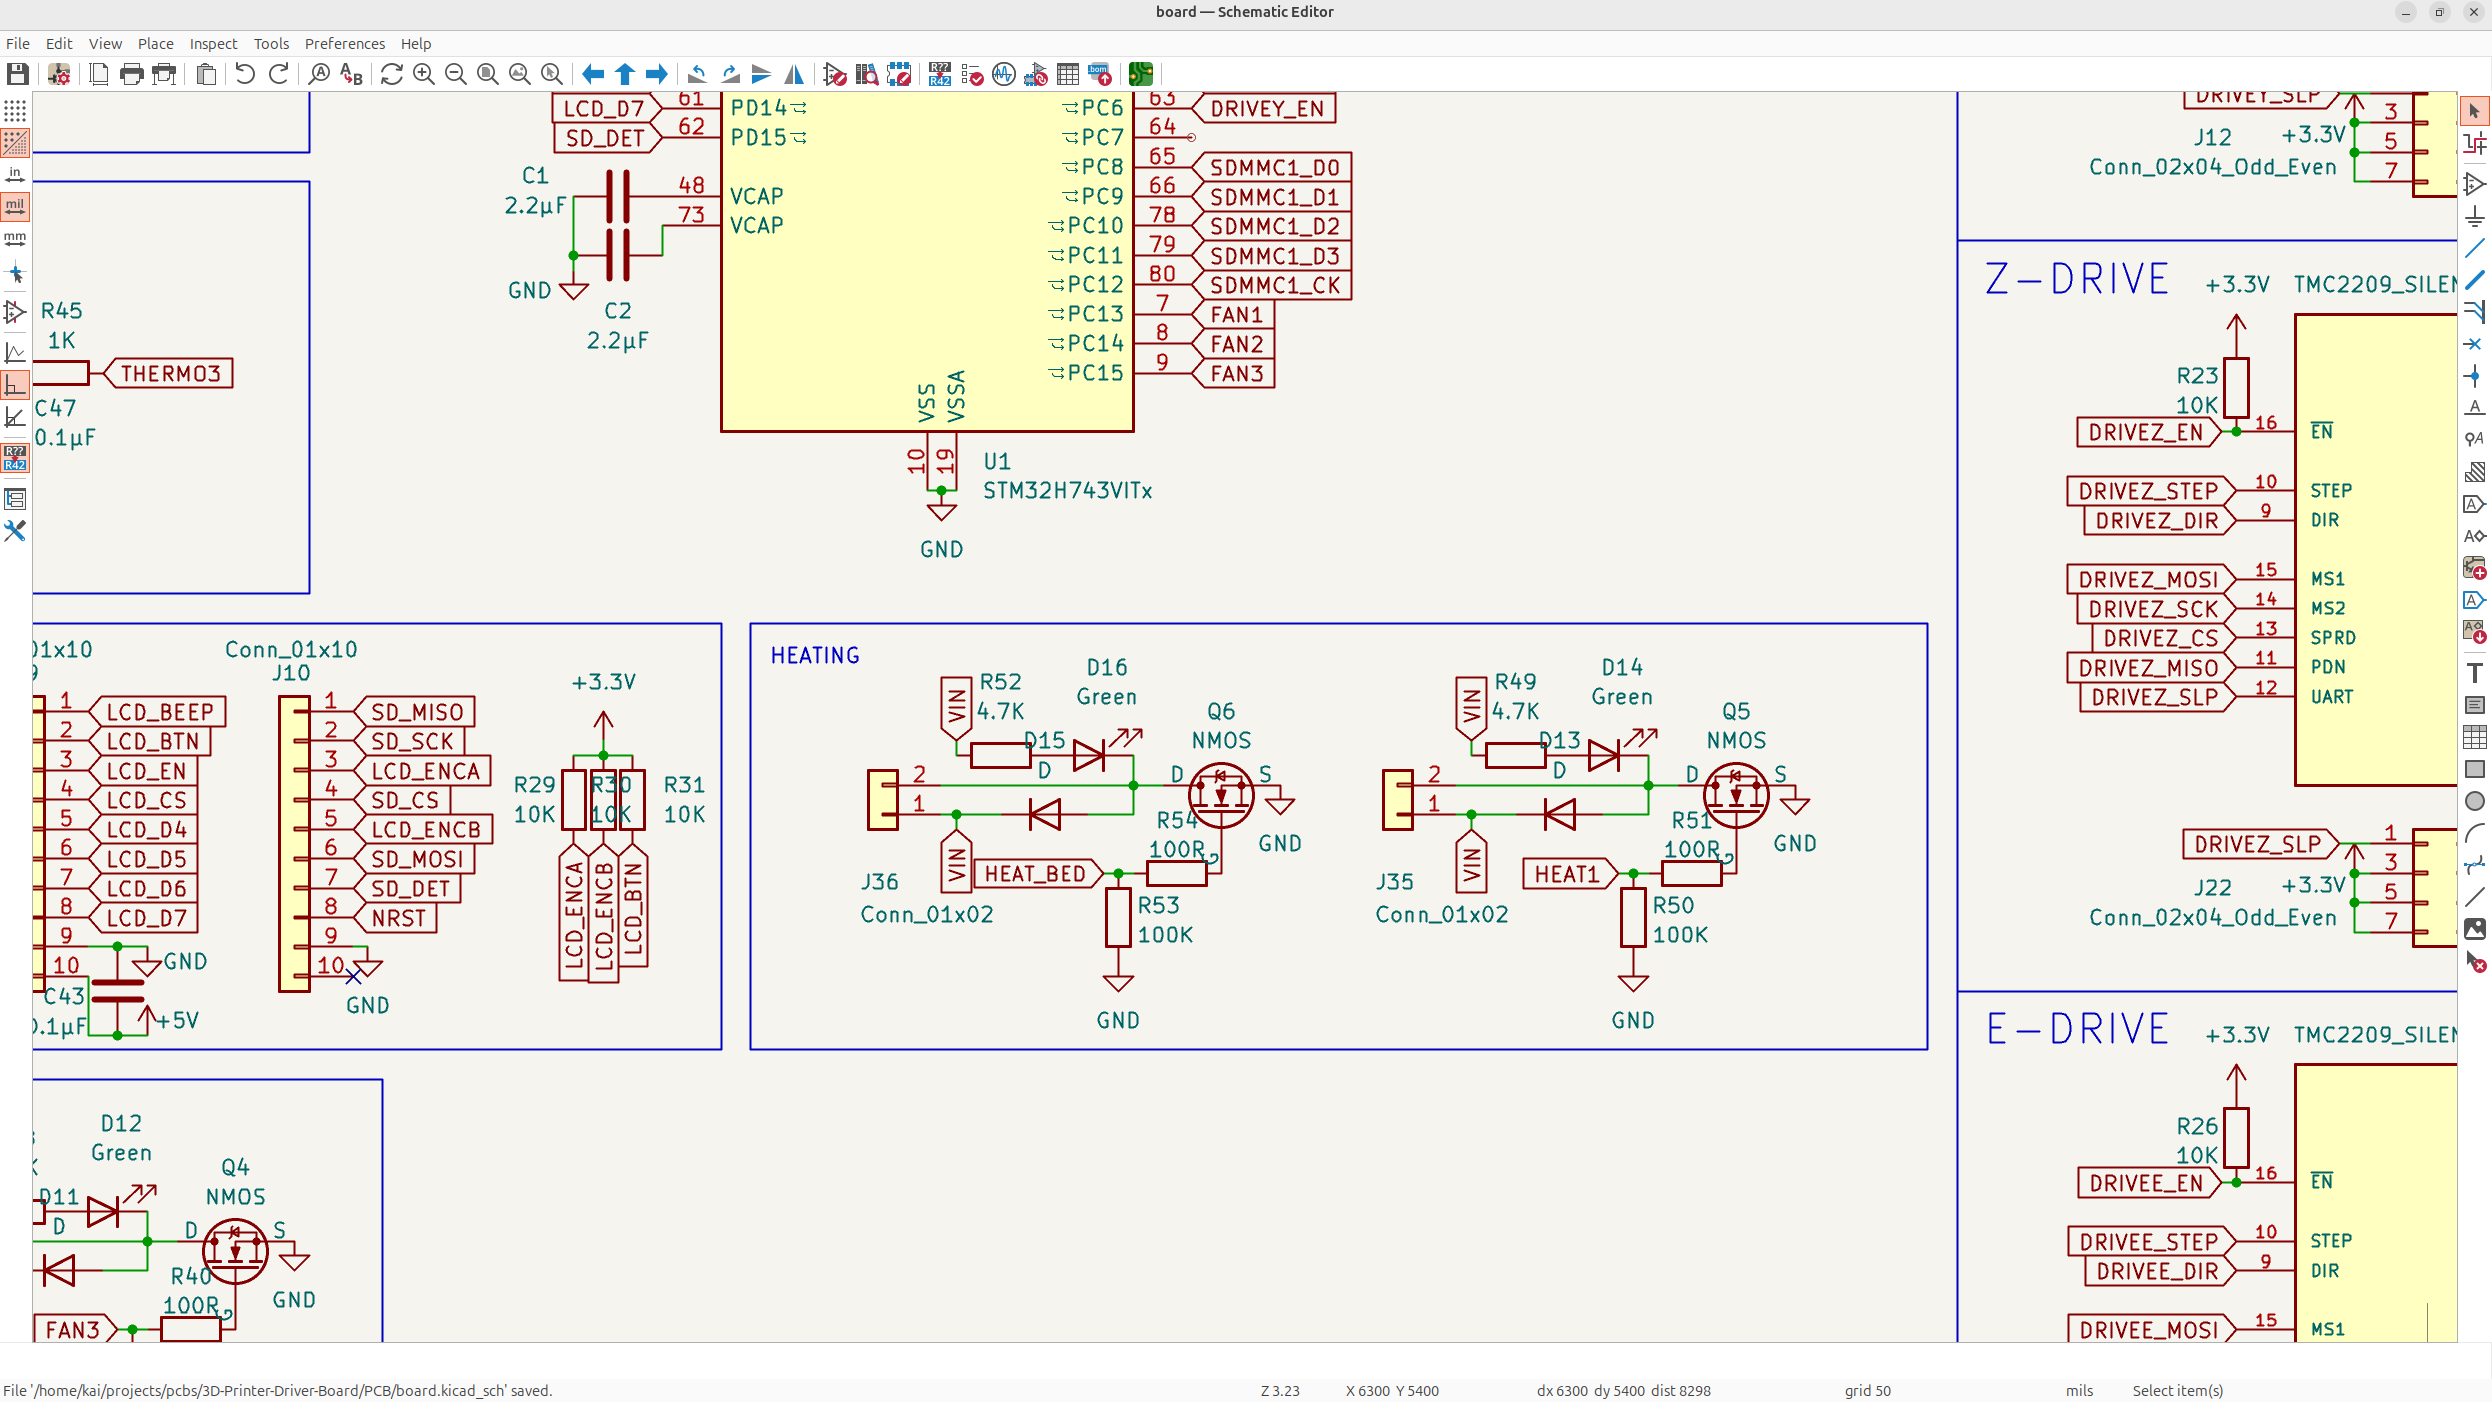 board — Schematic Editor
File Edit View Place Inspect Tools Preferences Help
in
mil
mm
R??
R42
LCD_D7 61 PD14
SD_DET 62 PD15
C1
2.2µF
48 VCAP
73 VCAP
GND
C2
2.2µF
PC6 63 DRIVEY_EN
PC7 64
PC8 65 SDMMC1_D0
PC9 66 SDMMC1_D1
PC10 78 SDMMC1_D2
PC11 79 SDMMC1_D3
PC12 80 SDMMC1_CK
PC13 7 FAN1
PC14 8 FAN2
PC15 9 FAN3
VSS VSSA
10 19
U1
STM32H743VITx
GND
R45
1K
THERMO3
C47
0.1µF
DRIVEY_SLP
3
J12 +3.3V 5
Conn_02x04_Odd_Even 7
Z-DRIVE +3.3V TMC2209_SILEN
R23
10K
DRIVEZ_EN 16 EN
DRIVEZ_STEP 10 STEP
DRIVEZ_DIR 9 DIR
DRIVEZ_MOSI 15 MS1
DRIVEZ_SCK 14 MS2
DRIVEZ_CS 13 SPRD
DRIVEZ_MISO 11 PDN
DRIVEZ_SLP 12 UART
DRIVEZ_SLP 1
3
J22 +3.3V 5
Conn_02x04_Odd_Even 7
E-DRIVE +3.3V TMC2209_SILEN
R26
10K
DRIVEE_EN 16 EN
DRIVEE_STEP 10 STEP
DRIVEE_DIR 9 DIR
DRIVEE_MOSI 15 MS1
01x10
9
1 LCD_BEEP
2 LCD_BTN
3 LCD_EN
4 LCD_CS
5 LCD_D4
6 LCD_D5
7 LCD_D6
8 LCD_D7
9 GND
10
C43
0.1µF +5V
Conn_01x10
J10
1 SD_MISO
2 SD_SCK
3 LCD_ENCA
4 SD_CS
5 LCD_ENCB
6 SD_MOSI
7 SD_DET
8 NRST
9
10
GND
+3.3V
R29 R30 R31
10K 10K 10K
LCD_ENCA LCD_ENCB LCD_BTN
HEATING
VIN R52
4.7K
D16
Green
Q6
NMOS
D15
D
2
1
D S
GND
R54
100R
G
VIN HEAT_BED
J36
Conn_01x02
R53
100K
GND
VIN R49
4.7K
D14
Green
Q5
NMOS
D13
D
2
1
D S
GND
R51
100R
G
VIN HEAT1
J35
Conn_01x02
R50
100K
GND
D12
Green
Q4
NMOS
D11
D
D S
GND
R40
100R
G
FAN3
File '/home/kai/projects/pcbs/3D-Printer-Driver-Board/PCB/board.kicad_sch' saved. Z 3.23 X 6300 Y 5400 dx 6300 dy 5400 dist 8298 grid 50 mils Select item(s)